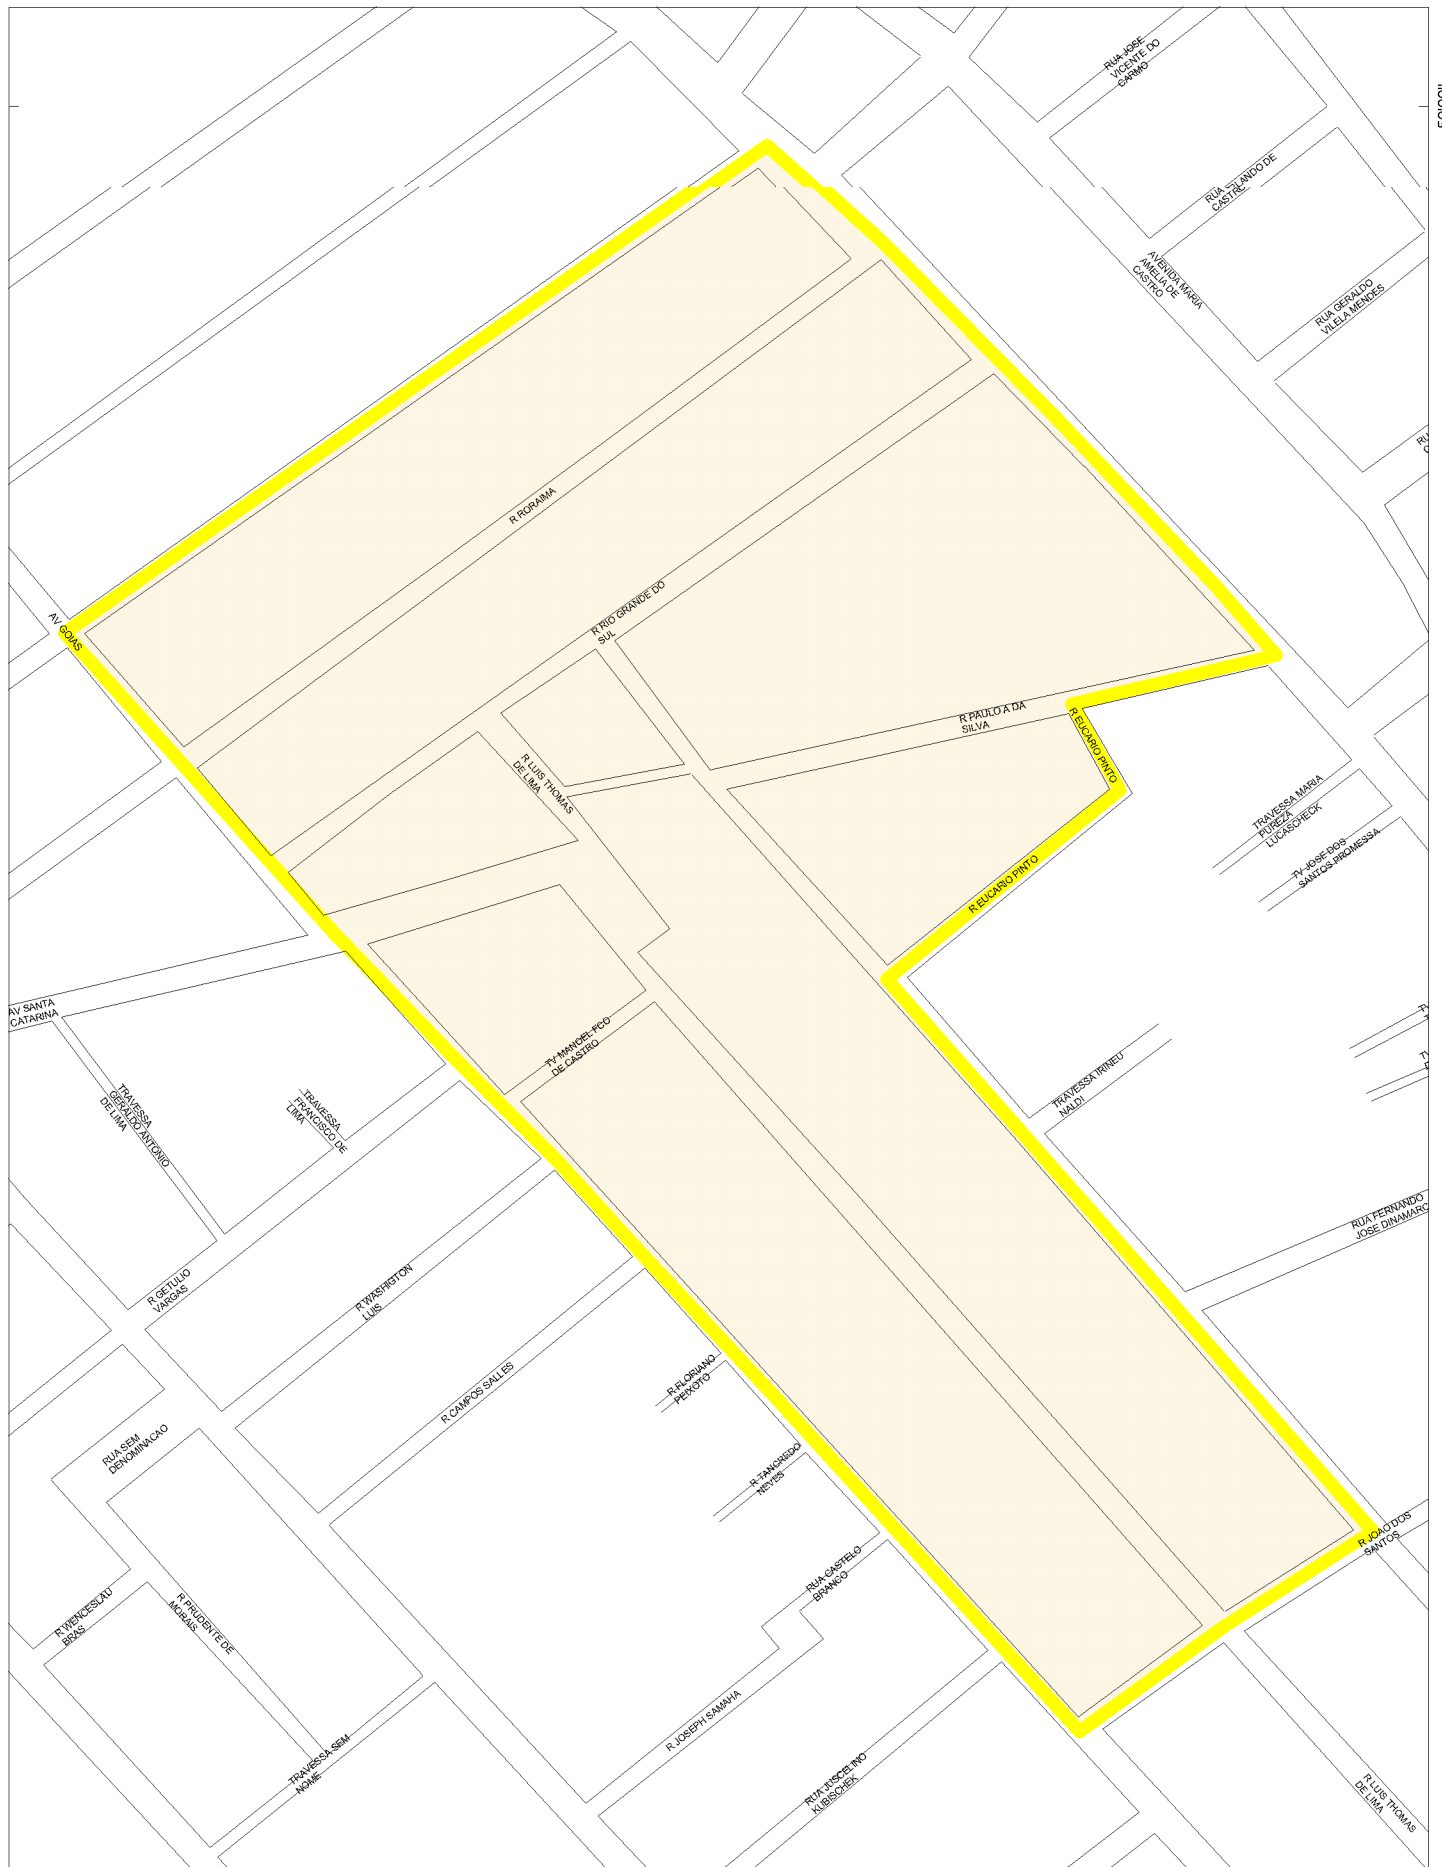 RUA JOSE
VICENTE DO
CARMO
RUA
CASTRO
AVENIDA MARIA
AMELIA DE
CASTRO
RUA GERALDO
VILELA MENDES
R RORAIMA
R RIO GRANDE DO
SUL
AV GOIAS
R PAULO A DA
SILVA
R EUCARIO PINTO
R LUIS THOMAS
DE LIMA
TRAVESSA MARIA
PUREZA
LUCASCHECK
TV JOSE DOS
SANTOS PROMESSA
R EUCARIO PINTO
AV SANTA
CATARINA
TV MANOEL FCO
DE CASTRO
TRAVESSA IRINEU
NALDI
TRAVESSA
GERALDO ANTONIO
DE LIMA
TRAVESSA
FRANCISCO DE
LIMA
RUA FERNANDO
JOSE DINAMARC
R GETULIO
VARGAS
R WASHIGTON
LUIS
R FLORIANO
PEIXOTO
R CAMPOS SALLES
RUA SEM
DENOMINACAO
R TANCREDO
NEVES
R JOAO DOS
SANTOS
RUA CASTELO
BRANCO
R WENCESLAU
BRAS
R PRUDENTE DE
MORAIS
R JOSEPH SAMAHA
TRAVESSA SEM
NOME
RUA JUSCELINO
KUBISCHEK
R LUIS THOMAS
DE LIMA